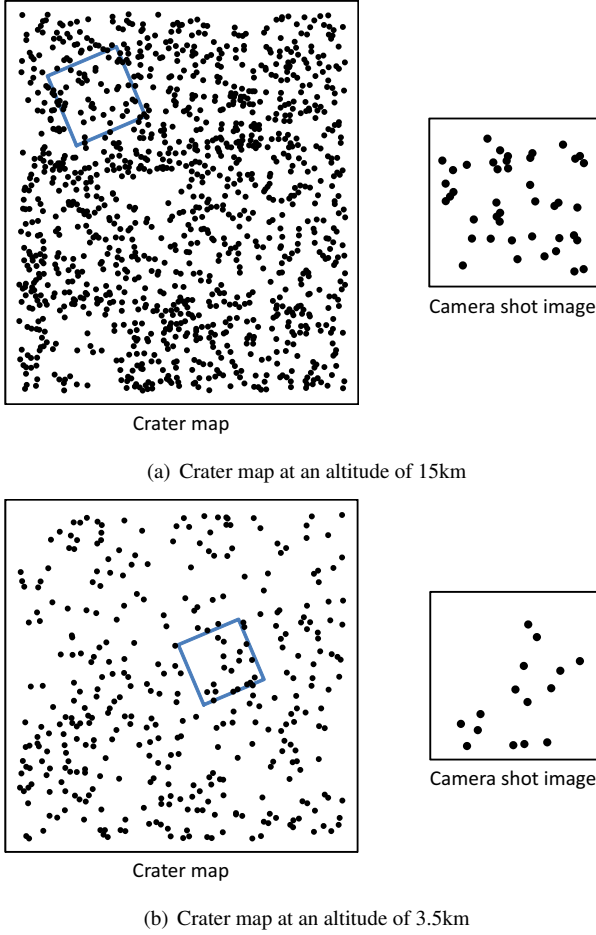 Camera shot image
Crater map
(a) Crater map at an altitude of 15km
Camera shot image
Crater map
(b) Crater map at an altitude of 3.5km